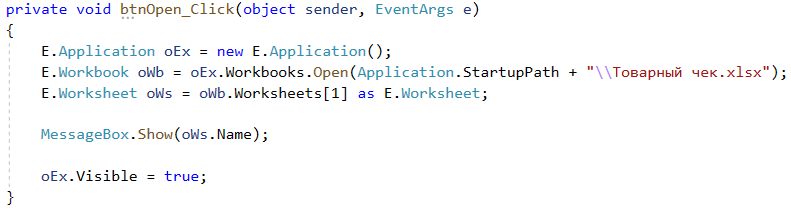 private void btnOpen_Click(object sender, EventArgs e)
{
    E.Application oEx = new E.Application();
    E.Workbook oWb = oEx.Workbooks.Open(Application.StartupPath + "\\Товарный чек.xlsx");
    E.Worksheet oWs = oWb.Worksheets[1] as E.Worksheet;

    MessageBox.Show(oWs.Name);

    oEx.Visible = true;
}